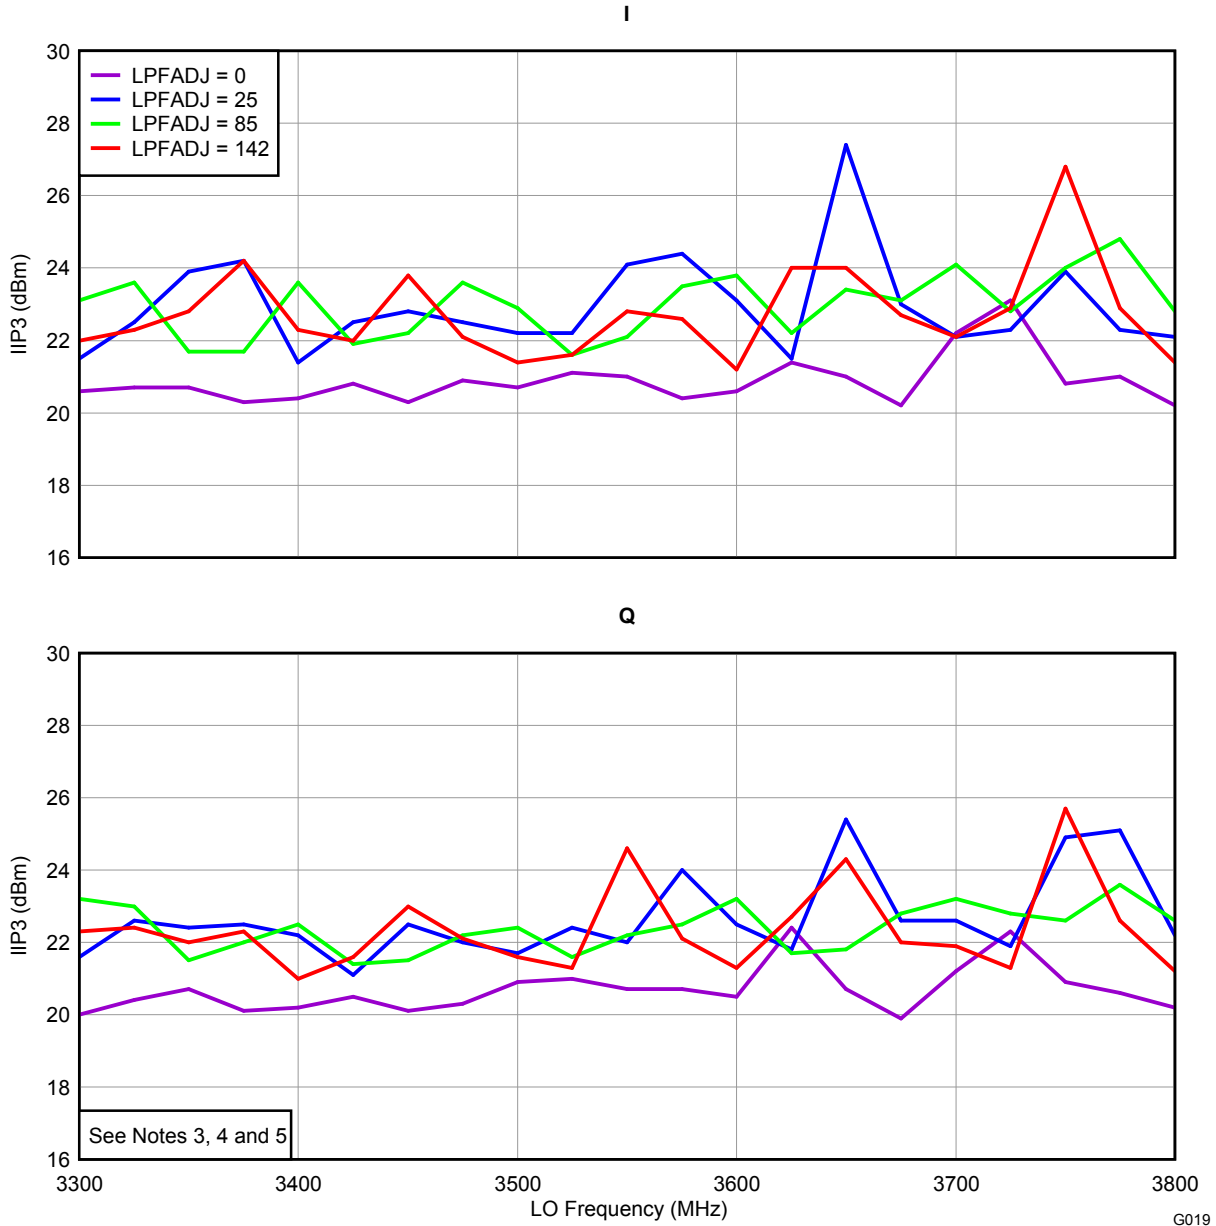 I
30
28
26
24
22
20
18
16
IIP3 (dBm)
LPFADJ = 0
LPFADJ = 25
LPFADJ = 85
LPFADJ = 142
Q
30
28
26
24
22
20
18
16
IIP3 (dBm)
See Notes 3, 4 and 5
3300 3400 3500 3600 3700 3800
LO Frequency (MHz)
G019